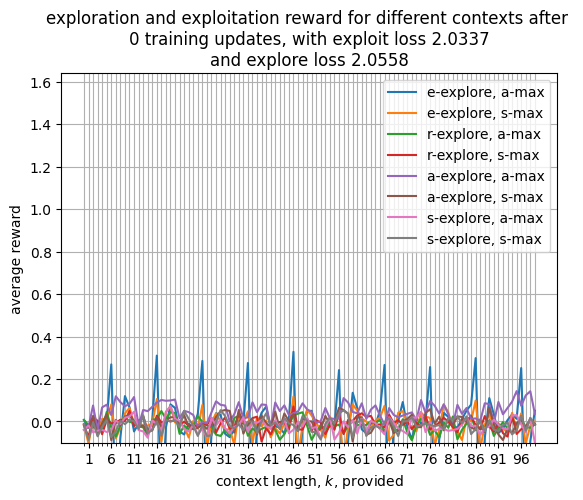 exploration and exploitation reward for different contexts after
0 training updates, with exploit loss 2.0337
and explore loss 2.0558
1.6
1.4
1.2
1.0
0.8
0.6
0.4
0.2
0.0
average reward
e-explore, a-max
e-explore, s-max
r-explore, a-max
r-explore, s-max
a-explore, a-max
a-explore, s-max
s-explore, a-max
s-explore, s-max
1 6 11 16 21 26 31 36 41 46 51 56 61 66 71 76 81 86 91 96
context length, k, provided